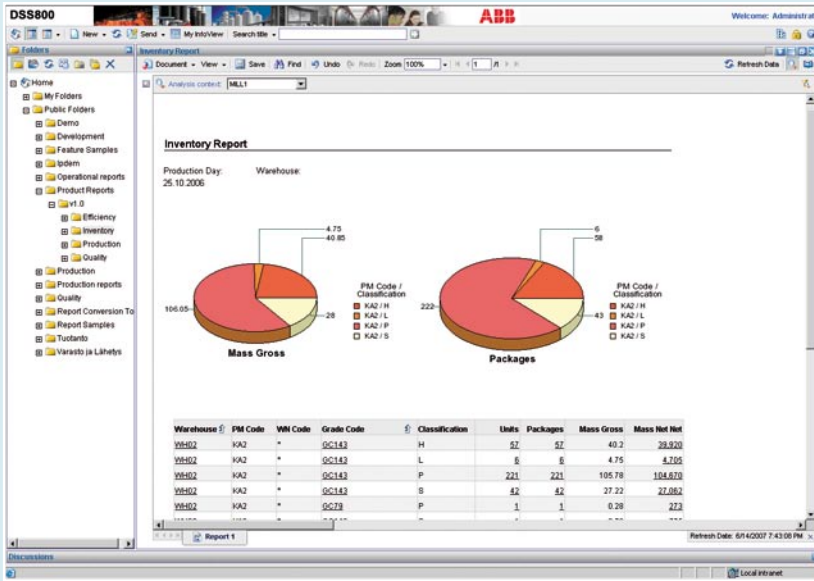 DSS800
ABB
Welcome: Administrat
New
Send
My InfoView
Search title
Folders
Inventory Report
Document
View
Save
Find
Undo
Redo
Zoom
100%
1
/1
Refresh Data
Analysis context:
MILL1
Home
My Folders
Public Folders
Demo
Development
Feature Samples
Ipdem
Operational reports
Product Reports
v1.0
Efficiency
Inventory
Production
Quality
Production
Production reports
Quality
Report Conversion To
Report Samples
Tuotanto
Varasto ja Lähetys
Inventory Report
Production Day: Warehouse:
25.10.2006
4.75
40.85
106.05
28
Mass Gross
PM Code /
Classification
KA2 / H
KA2 / L
KA2 / P
KA2 / S
6
58
222
43
Packages
PM Code /
Classification
KA2 / H
KA2 / L
KA2 / P
KA2 / S
Warehouse PM Code WN Code Grade Code Classification Units Packages Mass Gross Mass Net Net
WH02 KA2 * GC143 H 57 57 40.2 39,920
WH02 KA2 * GC143 L 6 6 4.75 4,705
WH02 KA2 * GC143 P 221 221 105.78 104,670
WH02 KA2 * GC143 S 42 42 27.22 27,062
WH02 KA2 * GC79 P 1 1 0.28 273
Report 1
Refresh Date: 6/14/2007 7:43:08 PM
Discussions
Local intranet